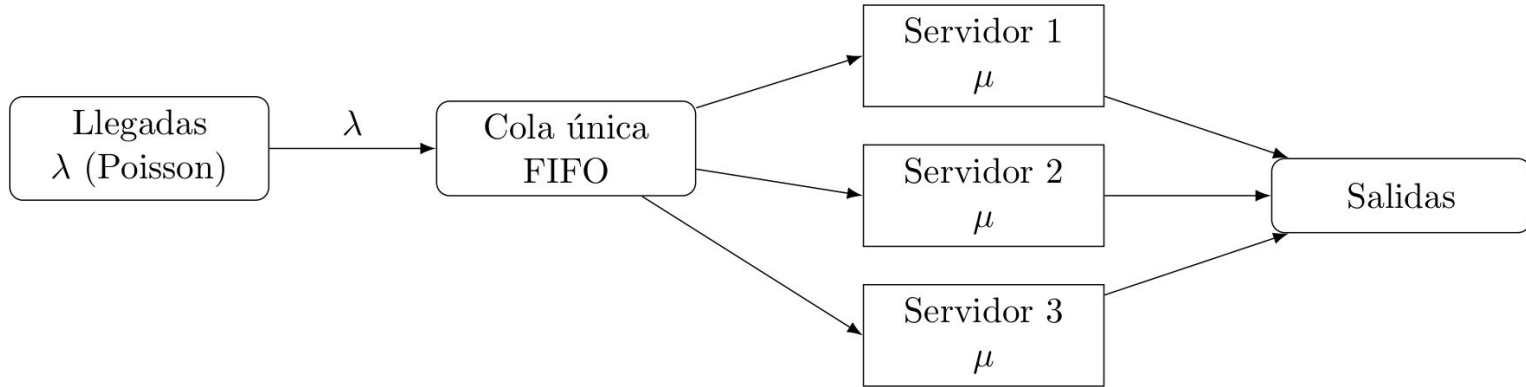 Llegadas
λ (Poisson)
λ
Cola única
FIFO
Servidor 1
μ
Servidor 2
μ
Servidor 3
μ
Salidas